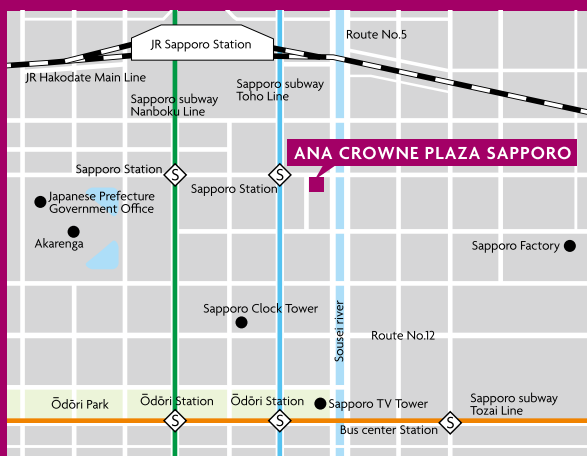 JR Sapporo Station
Route No.5
JR Hakodate Main Line
Sapporo subway
Toho Line
Sapporo subway
Nanboku Line
ANA CROWNE PLAZA SAPPORO
Sapporo Station
S
Sapporo Station
S
Japanese Prefecture
Government Office
Akarenga
Sapporo Factory
Sapporo Clock Tower
Sousei river
Route No.12
Ōdōri Park
Ōdōri Station
S
Ōdōri Station
S
Sapporo TV Tower
Sapporo subway
Tozai Line
Bus center Station
S